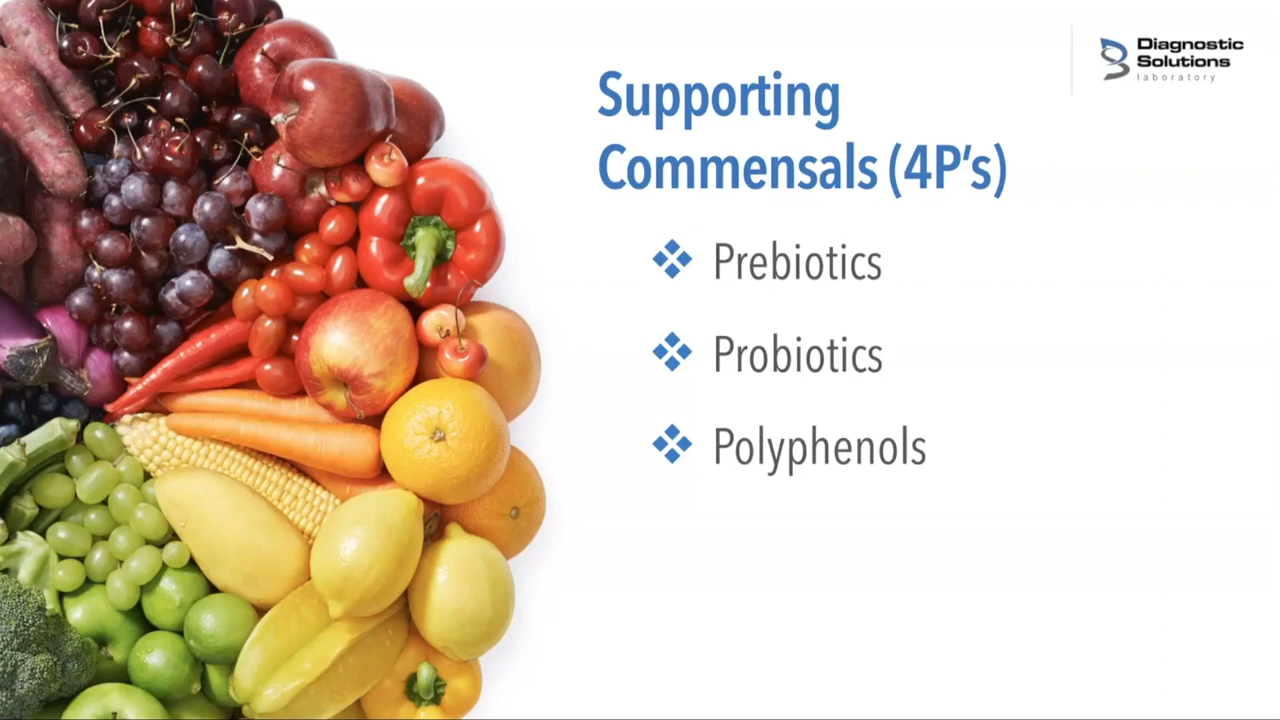 Diagnostic
Solutions
laboratory
Supporting
Commensals (4P's)
Prebiotics
Probiotics
Polyphenols